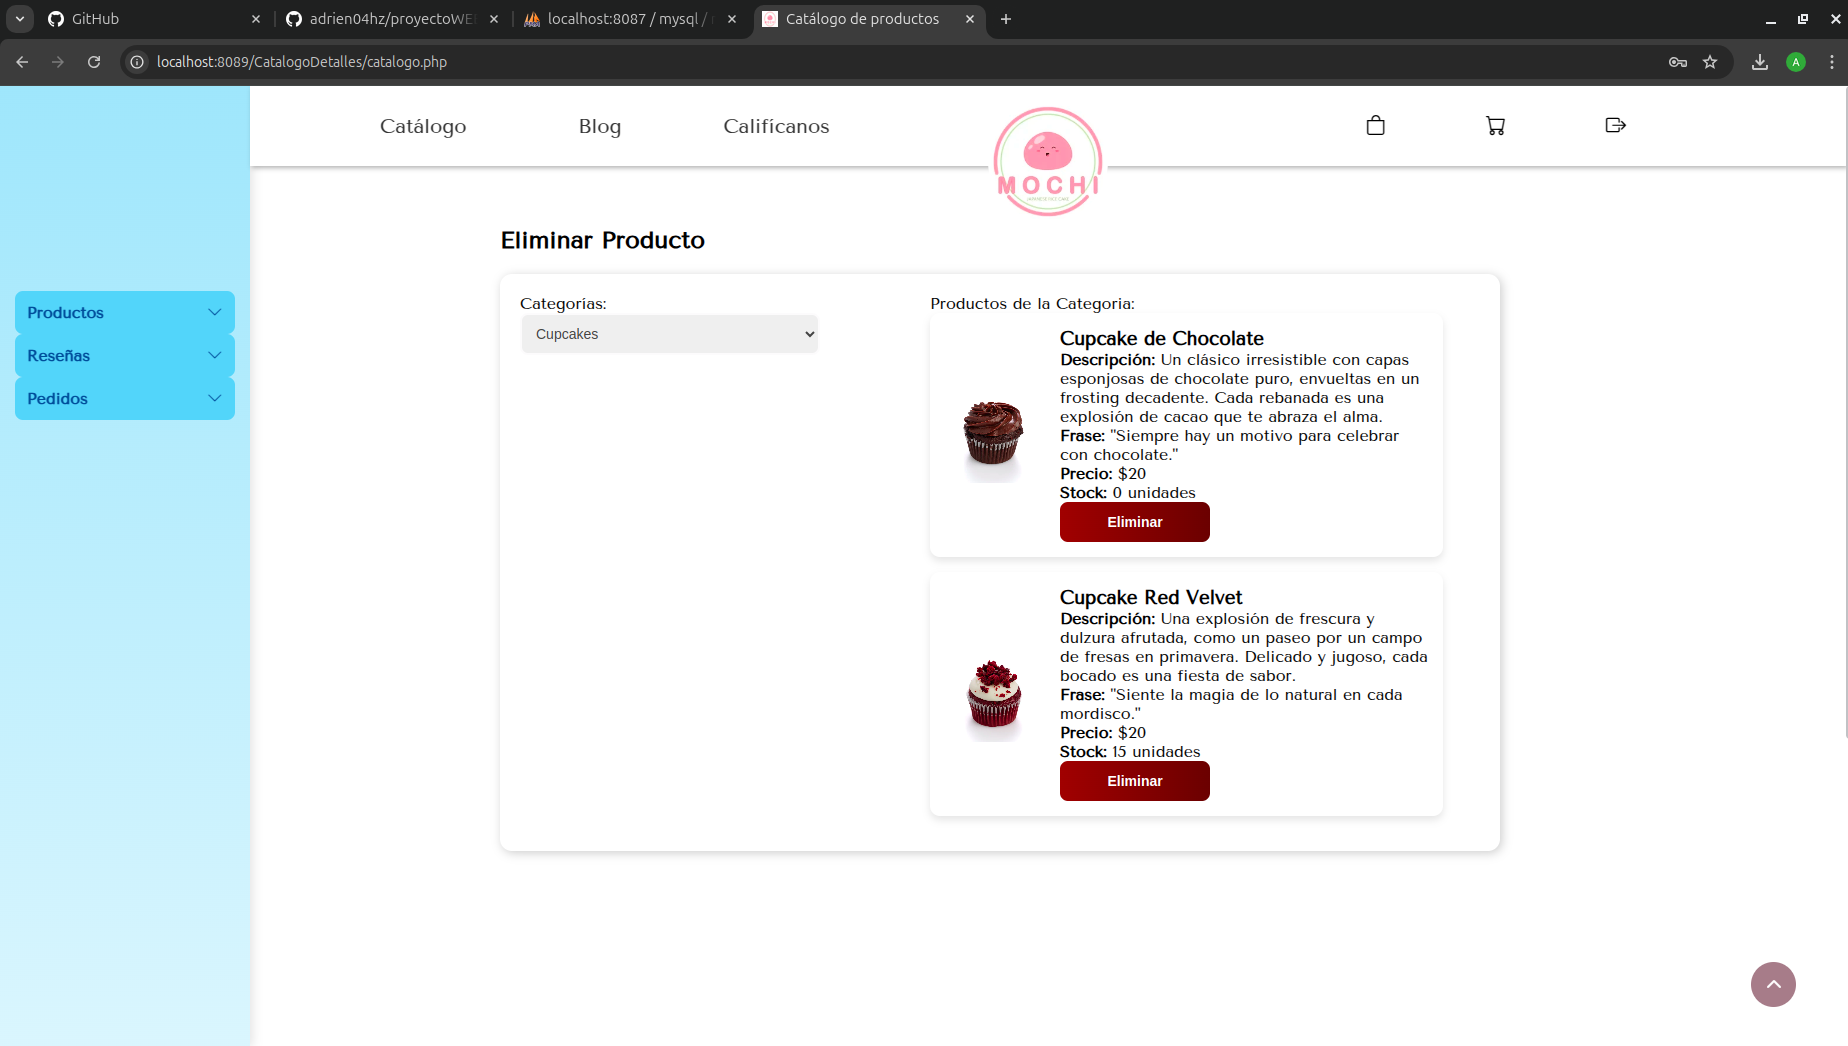 GitHub
adrien04hz/proyectoWE
localhost:8087 / mysql /
Catálogo de productos
localhost:8089/CatalogoDetalles/catalogo.php
A
Catálogo
Blog
Califícanos
MOCHI
Productos
Reseñas
Pedidos
Eliminar Producto
Categorías:
Cupcakes
Productos de la Categoria:
Cupcake de Chocolate
Descripción: Un clásico irresistible con capas
esponjosas de chocolate puro, envueltas en un
frosting decadente. Cada rebanada es una
explosión de cacao que te abraza el alma.
Frase: "Siempre hay un motivo para celebrar
con chocolate."
Precio: $20
Stock: 0 unidades
Eliminar
Cupcake Red Velvet
Descripción: Una explosión de frescura y
dulzura afrutada, como un paseo por un campo
de fresas en primavera. Delicado y jugoso, cada
bocado es una fiesta de sabor.
Frase: "Siente la magia de lo natural en cada
mordisco."
Precio: $20
Stock: 15 unidades
Eliminar